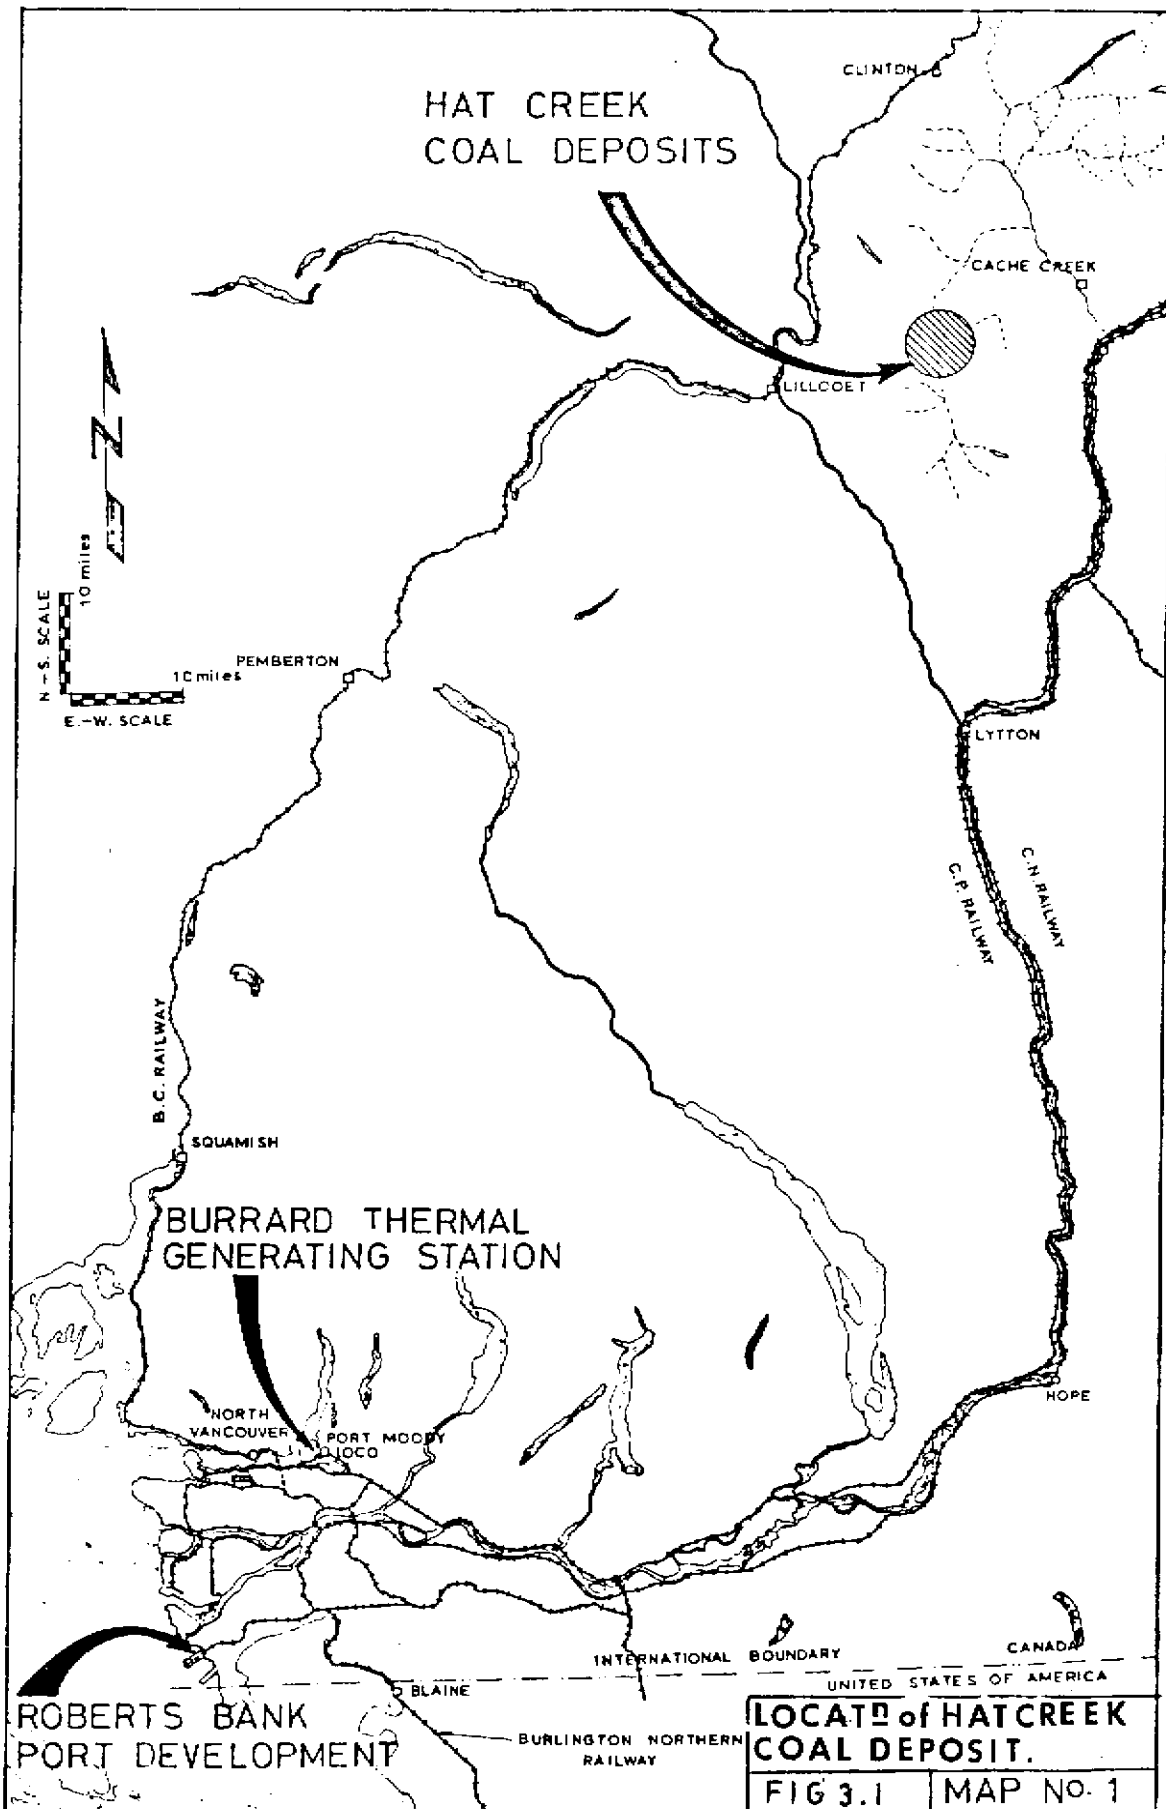 CLINTON
HAT CREEK
COAL DEPOSITS
CACHE CREEK
LILLOOET
N
N-S. SCALE
10 miles
10 miles
E.-W. SCALE
PEMBERTON
LYTTON
C.P. RAILWAY
C.N. RAILWAY
B.C. RAILWAY
SQUAMISH
BURRARD THERMAL
GENERATING STATION
HOPE
NORTH
VANCOUVER
PORT MOODY
IOCO
INTERNATIONAL BOUNDARY
CANADA
UNITED STATES OF AMERICA
BLAINE
ROBERTS BANK
PORT DEVELOPMENT
BURLINGTON NORTHERN
RAILWAY
LOCATN of HAT CREEK
COAL DEPOSIT.
FIG 3.1 MAP No. 1